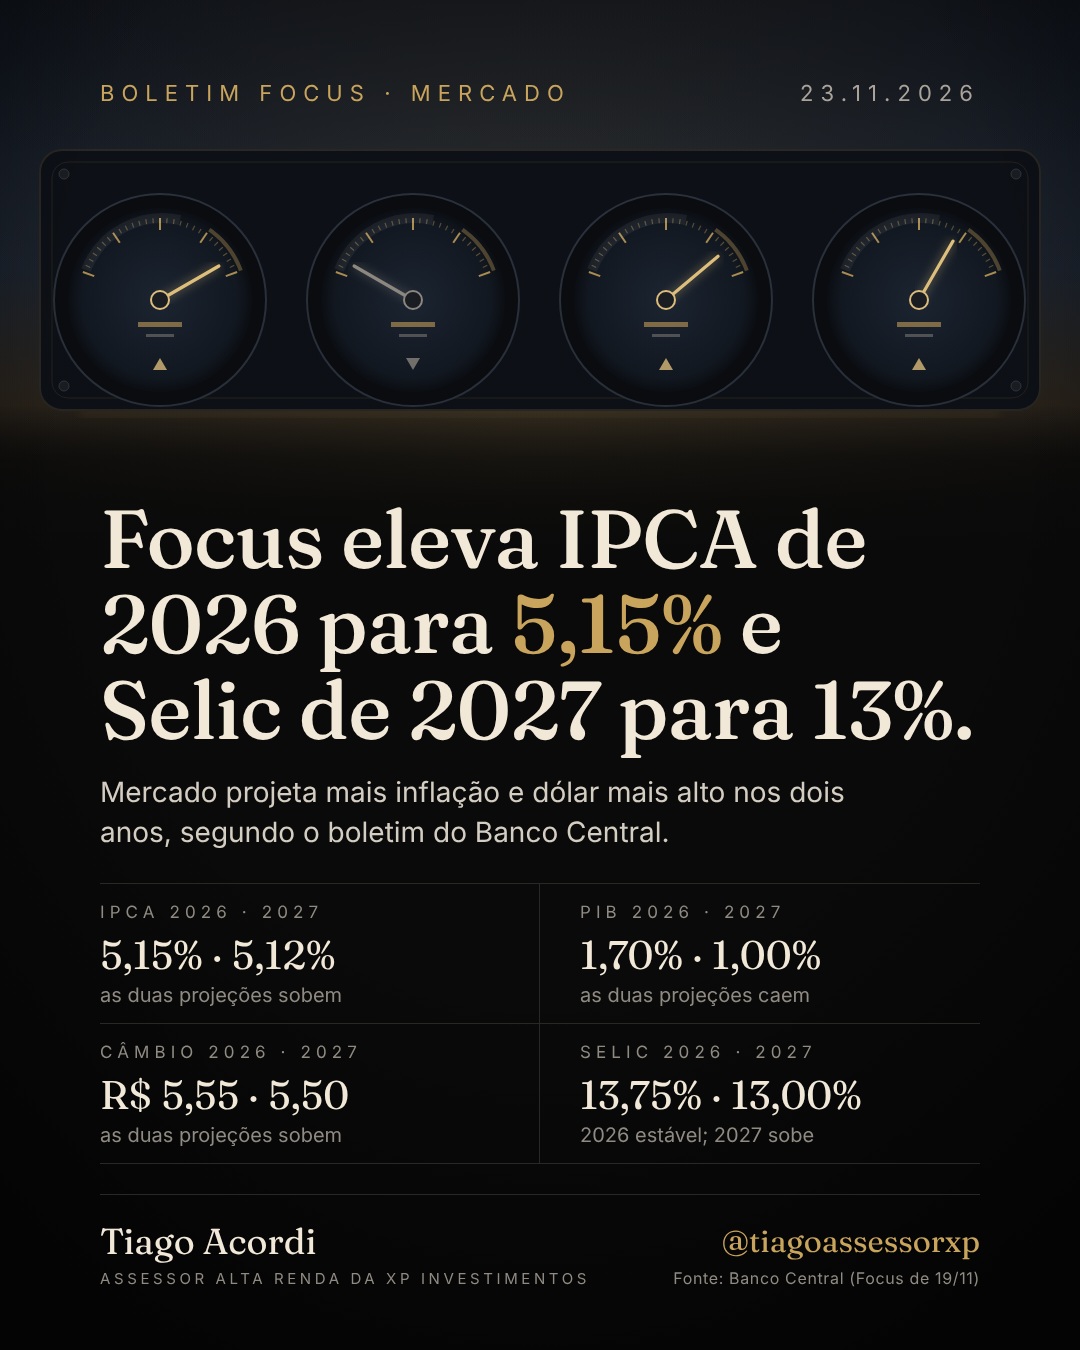 BOLETIM FOCUS · MERCADO
23.11.2026
Focus eleva IPCA de
2026 para 5,15% e
Selic de 2027 para 13%.
Mercado projeta mais inflação e dólar mais alto nos dois
anos, segundo o boletim do Banco Central.
IPCA 2026 · 2027
5,15% · 5,12%
as duas projeções sobem
PIB 2026 · 2027
1,70% · 1,00%
as duas projeções caem
CÂMBIO 2026 · 2027
R$ 5,55 · 5,50
as duas projeções sobem
SELIC 2026 · 2027
13,75% · 13,00%
2026 estável; 2027 sobe
Tiago Acordi
ASSESSOR ALTA RENDA DA XP INVESTIMENTOS
@tiagoassessorxp
Fonte: Banco Central (Focus de 19/11)